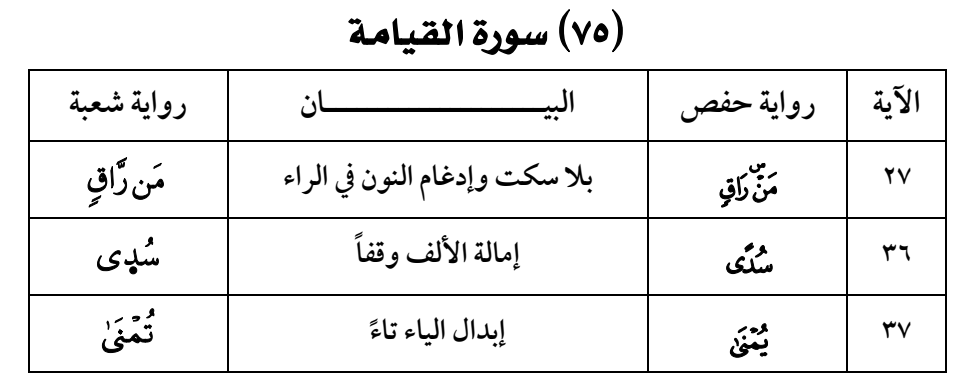 (٧٥) سورة القيامة
الآية رواية حفص البيـــــــــــــــــان رواية شعبة
٢٧ مَنۜ رَاقٖ بلا سكت وإدغام النون في الراء مَن رَّاقٖ
٣٦ سُدًى إمالة الألف وقفاً سُدٜى
٣٧ يُمۡنَىٰ إبدال الياء تاءً تُمۡنَىٰ